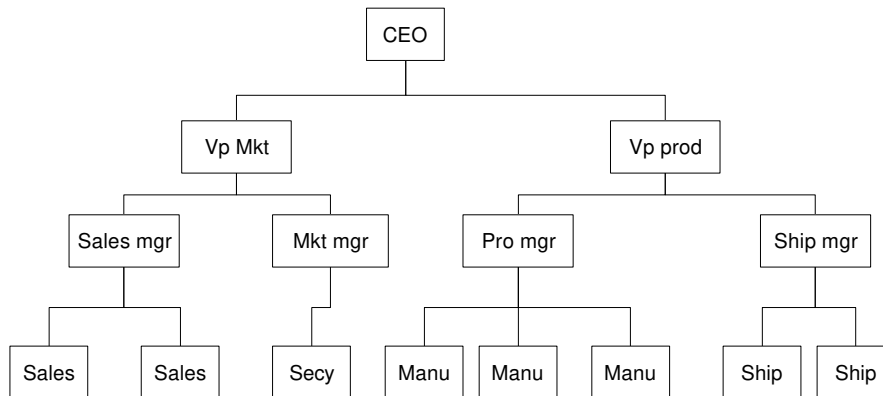 CEO
Vp Mkt
Vp prod
Sales mgr
Mkt mgr
Pro mgr
Ship mgr
Sales
Sales
Secy
Manu
Manu
Manu
Ship
Ship